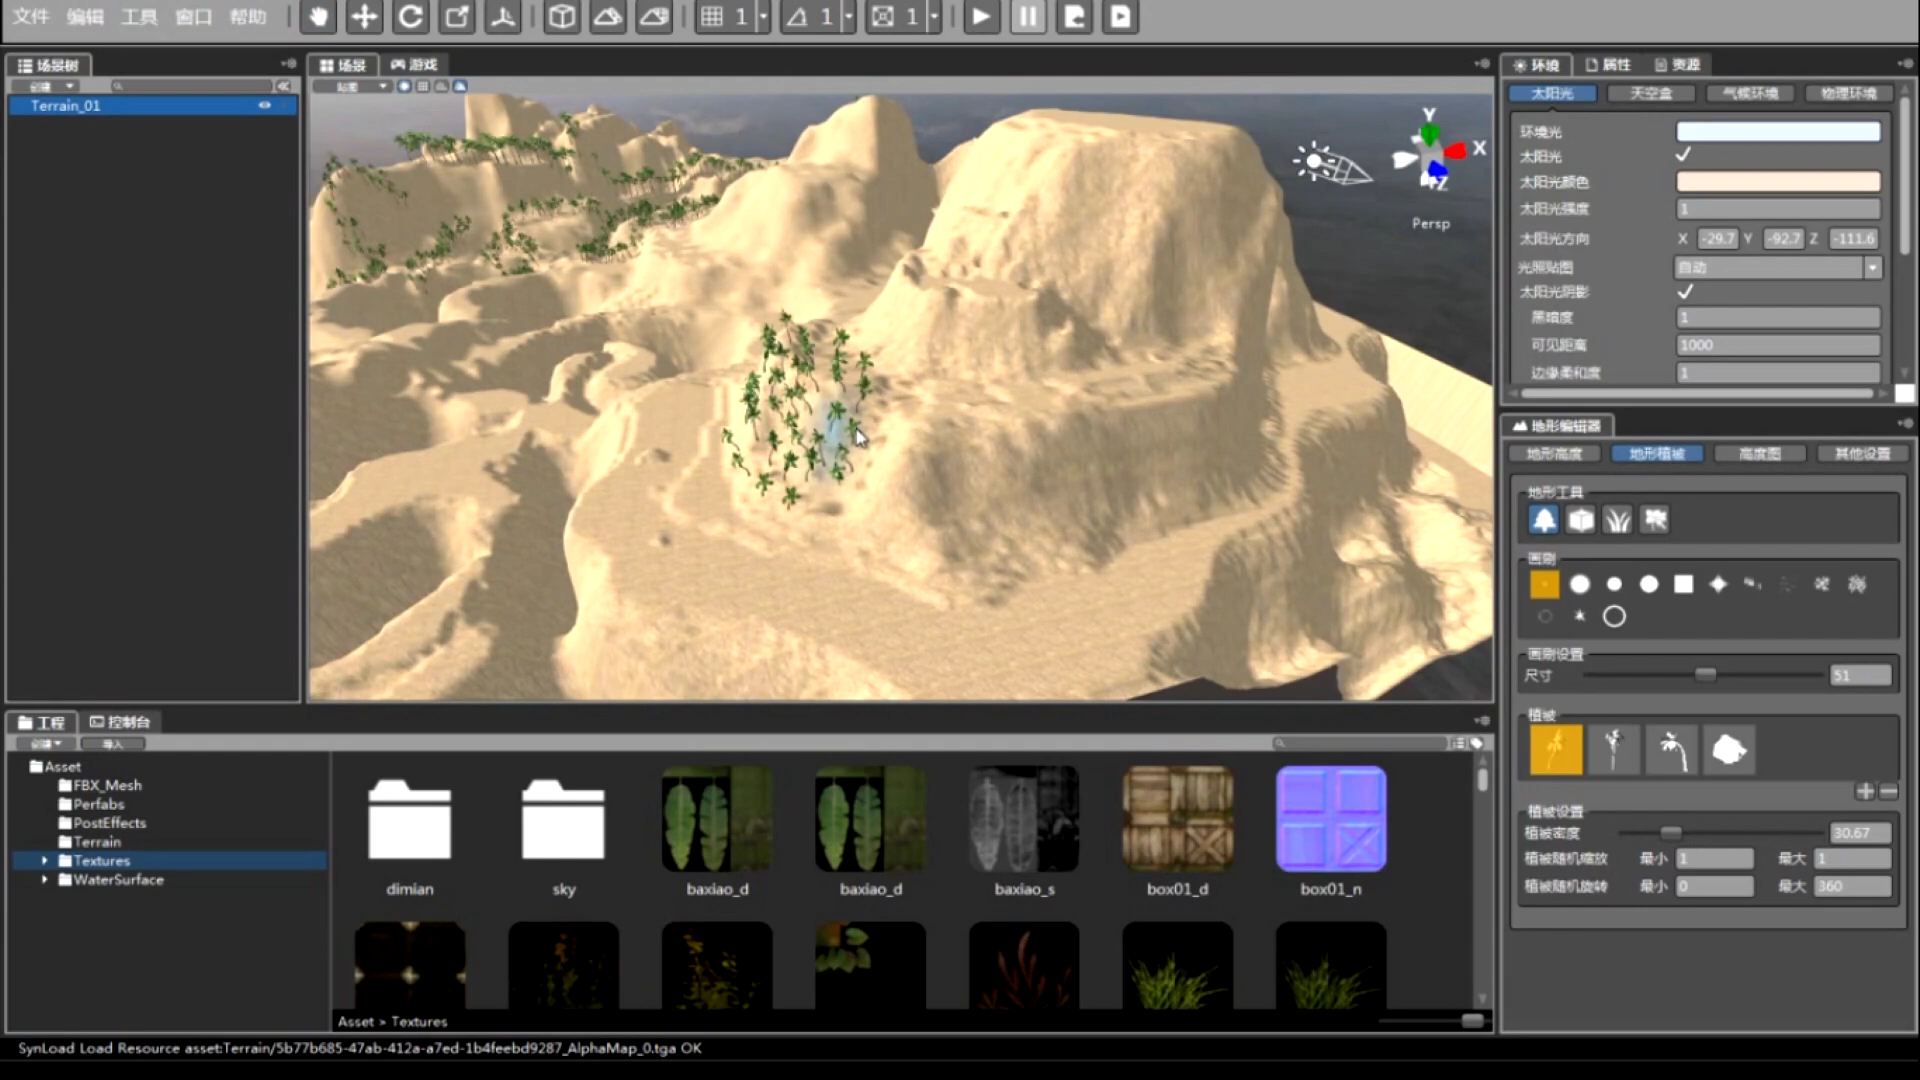 文件 编辑 工具 窗口 帮助 1 1 1
场景树
创建
Terrain_01
场景 游戏
贴图
Y
X
Z
Persp
环境 属性 资源
太阳光 天空盒 气候环境 物理环境
环境光
太阳光
太阳光颜色
太阳光强度 1
太阳光方向 X -29.7 Y -92.7 Z -111.6
光照贴图 自动
太阳光阴影
黑暗度 1
可见距离 1000
边缘柔和度 1
地形编辑器
地形高度 地形植被 高度图 其他设置
地形工具
画刷
画刷设置
尺寸 51
植被
植被设置
植被密度 30.67
植被随机缩放 最小 1 最大 1
植被随机旋转 最小 0 最大 360
工程 控制台
创建 导入
Asset
FBX_Mesh
Perfabs
PostEffects
Terrain
Textures
WaterSurface
dimian sky baxiao_d baxiao_d baxiao_s box01_d box01_n
Asset > Textures
SynLoad Load Resource asset:Terrain/5b77b685-47ab-412a-a7ed-1b4feebd9287_AlphaMap_0.tga OK